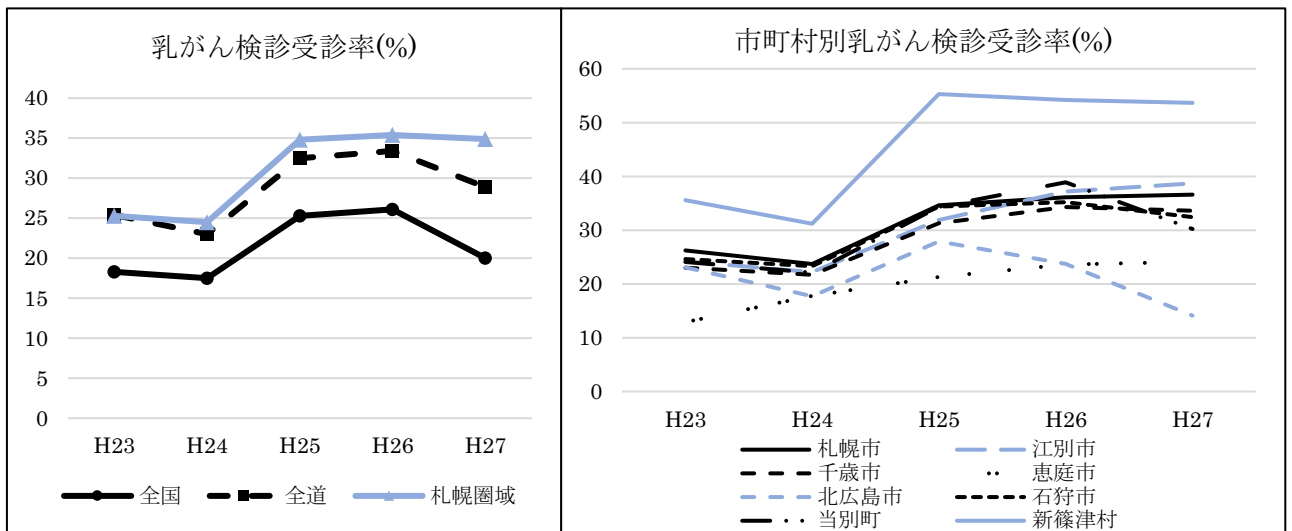 乳がん検診受診率(%)
40
35
30
25
20
15
10
5
0
H23 H24 H25 H26 H27
全国 全道 札幌圏域
市町村別乳がん検診受診率(%)
60
50
40
30
20
10
0
H23 H24 H25 H26 H27
札幌市 江別市
千歳市 恵庭市
北広島市 石狩市
当別町 新篠津村